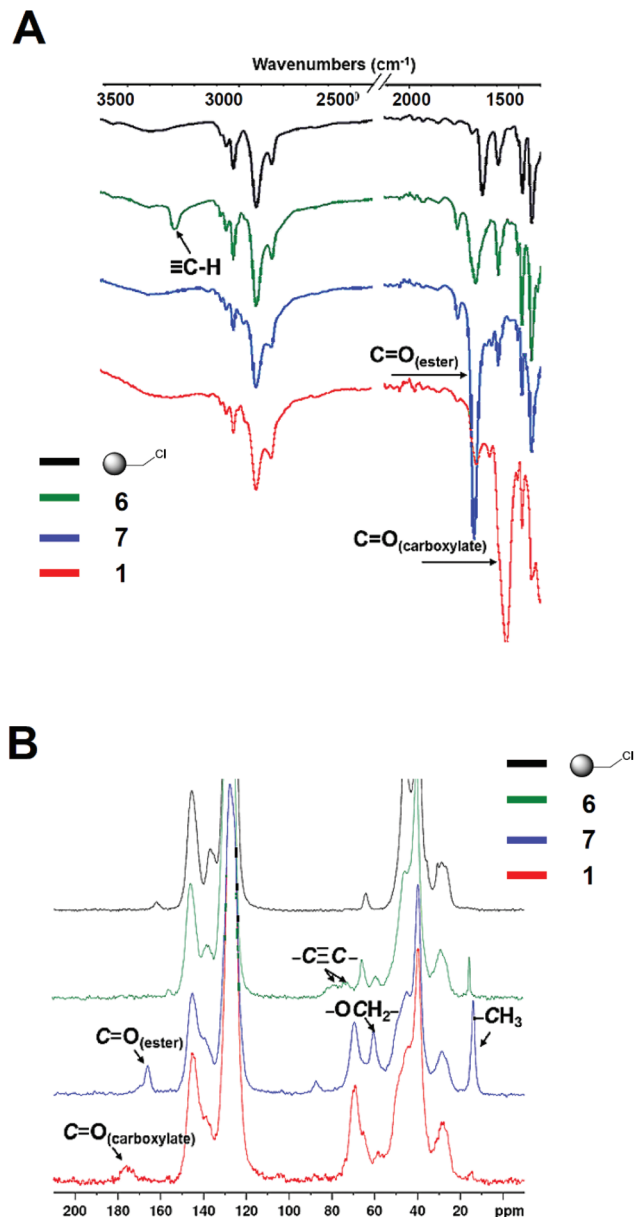 A
Wavenumbers (cm-1)
3500 3000 2500 2000 1500
≡C-H
C=O(ester)
C=O(carboxylate)
Cl
6
7
1
B
Cl
6
7
1
–C≡C–
–OCH2–
–CH3
C=O(ester)
C=O(carboxylate)
200 180 160 140 120 100 80 60 40 20 ppm